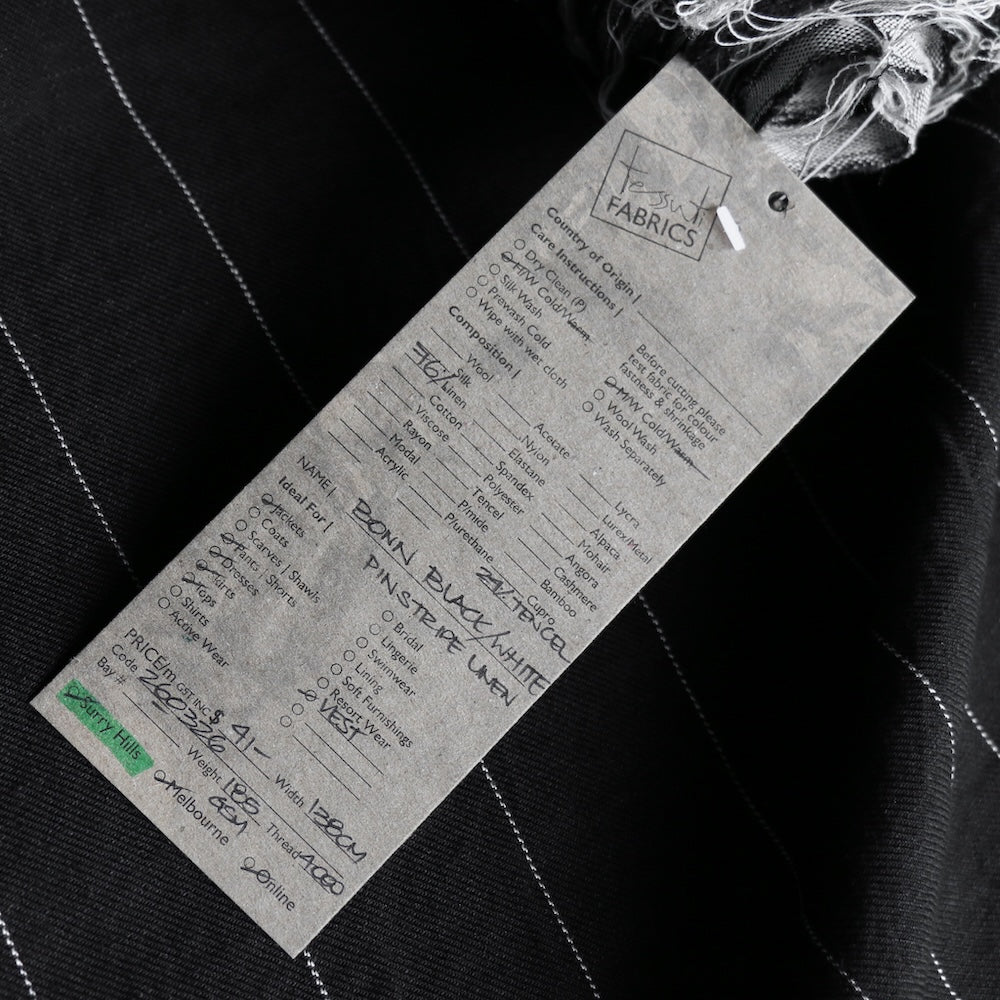 Tessuti
FABRICS
Country of Origin |
Care Instructions |
Dry Clean (P)
H/W Cold/Warm
Silk Wash
Prewash Cold
Wipe with wet cloth
Before cutting please
test fabric for colour
fastness & shrinkage
M/W Cold/Warm
Wool Wash
Wash Separately
Composition |
Wool
Silk
76% Linen
Cotton
Viscose
Rayon
Modal
Acrylic
Acetate
Nylon
Elastane
Spandex
Polyester
Tencel
P/mide
P/urethane
Lycra
Lurex/Metal
Alpaca
Mohair
Angora
Cashmere
Bamboo
Cupro
24% TENCEL
NAME | BONN BLACK/WHITE
PINSTRIPE LINEN
Ideal For |
Jackets
Coats
Scarves | Shawls
Pants | Shorts
Dresses
Skirts
Tops
Shirts
Active Wear
Bridal
Lingerie
Swimwear
Lining
Soft Furnishings
Resort Wear
VEST
PRICE/m GST INC $ 41-
Code 2603326
Bay #
Width 138CM
Weight 185
GSM
Thread 4000
Surry Hills
Melbourne
Online